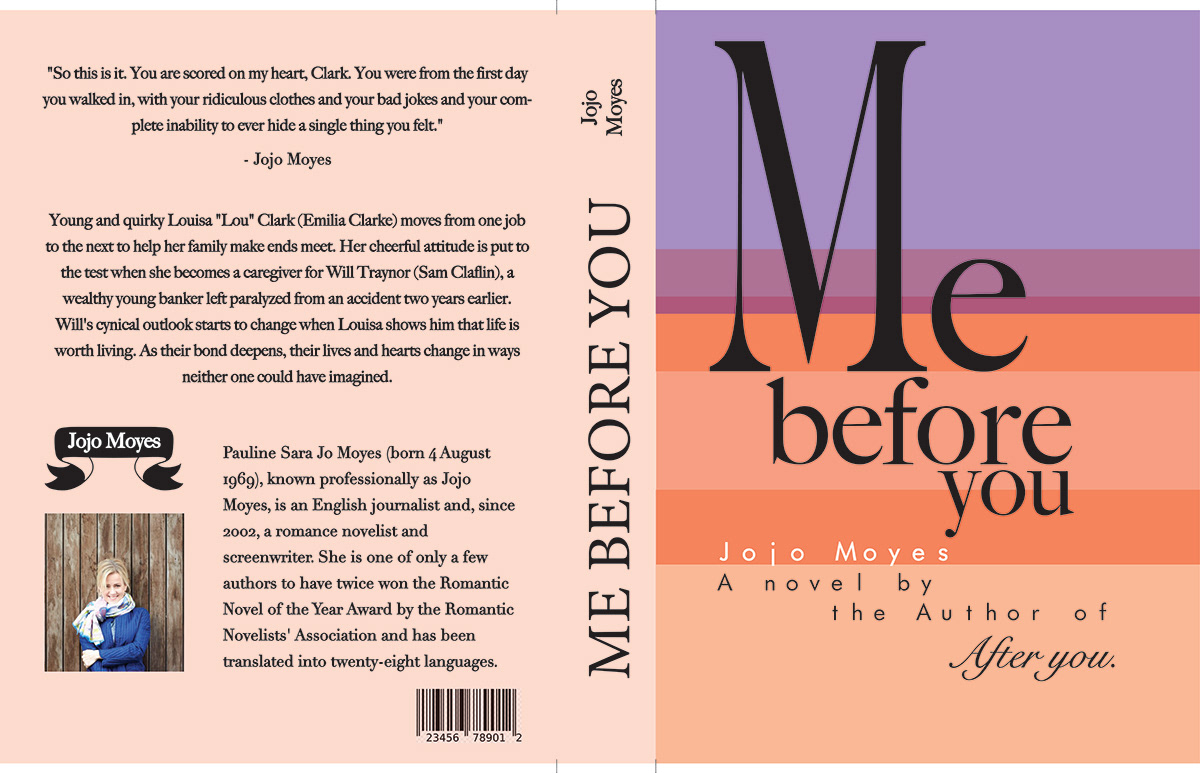 "So this is it. You are scored on my heart, Clark. You were from the first day
you walked in, with your ridiculous clothes and your bad jokes and your com-
plete inability to ever hide a single thing you felt."
- Jojo Moyes
Young and quirky Louisa "Lou" Clark (Emilia Clarke) moves from one job
to the next to help her family make ends meet. Her cheerful attitude is put to
the test when she becomes a caregiver for Will Traynor (Sam Claflin), a
wealthy young banker left paralyzed from an accident two years earlier.
Will's cynical outlook starts to change when Louisa shows him that life is
worth living. As their bond deepens, their lives and hearts change in ways
neither one could have imagined.
Jojo Moyes
Pauline Sara Jo Moyes (born 4 August
1969), known professionally as Jojo
Moyes, is an English journalist and, since
2002, a romance novelist and
screenwriter. She is one of only a few
authors to have twice won the Romantic
Novel of the Year Award by the Romantic
Novelists' Association and has been
translated into twenty-eight languages.
23456 78901 2
Jojo
Moyes
ME BEFORE YOU
Me
before
you
Jojo Moyes
A novel by
the Author of
After you.